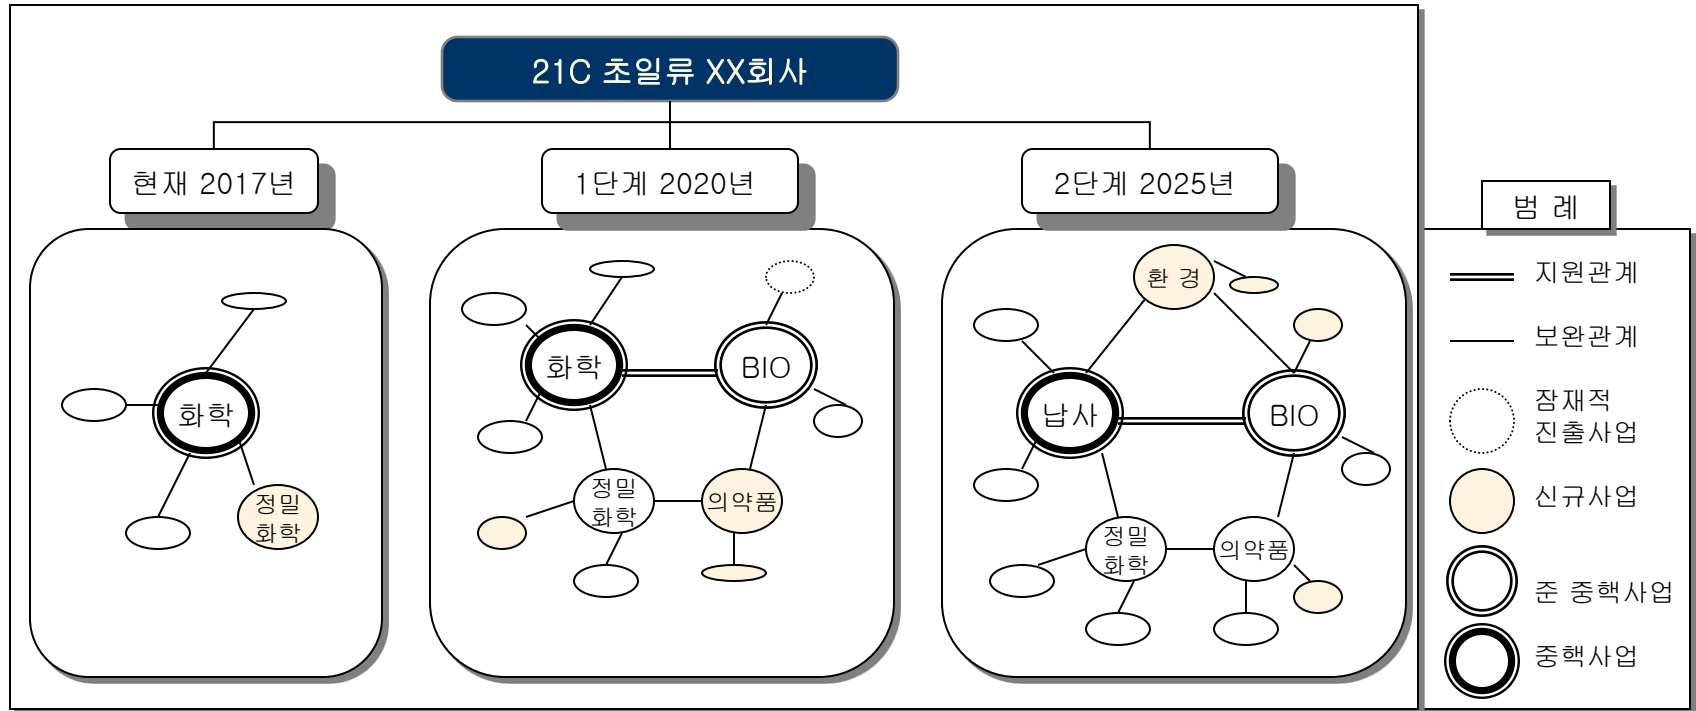 21C 초일류 XX회사
현재 2017년
1단계 2020년
2단계 2025년
화학
정밀
화학
화학
BIO
정밀
화학
의약품
환 경
납사
BIO
정밀
화학
의약품
범 례
지원관계
보완관계
잠재적
진출사업
신규사업
준 중핵사업
중핵사업